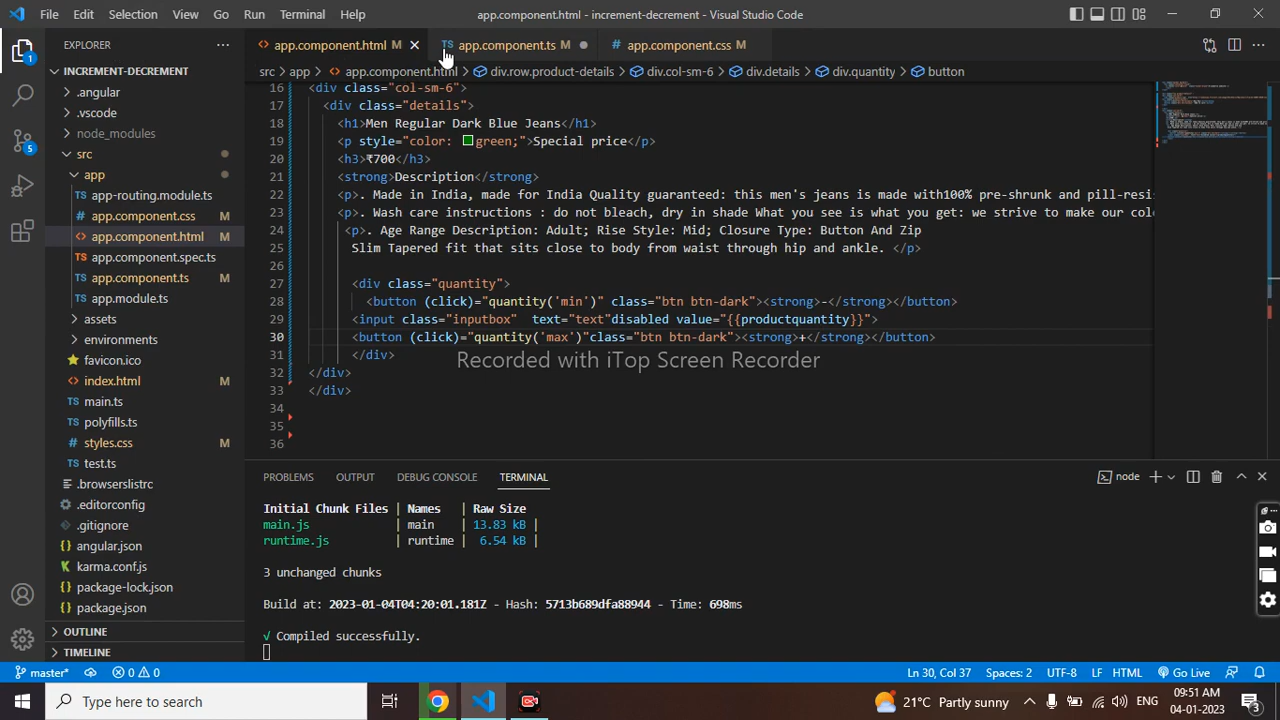 File Edit Selection View Go Run Terminal Help app.component.html - increment-decrement - Visual Studio Code
EXPLORER
INCREMENT-DECREMENT
.angular
.vscode
node_modules
src
app
app-routing.module.ts
app.component.css M
app.component.html M
app.component.spec.ts
app.component.ts M
app.module.ts
assets
environments
favicon.ico
index.html M
main.ts
polyfills.ts
styles.css M
test.ts
.browserslistrc
.editorconfig
.gitignore
angular.json
karma.conf.js
package-lock.json
package.json
OUTLINE
TIMELINE
1
5
app.component.html M TS app.component.ts M # app.component.css M
src > app > app.component.html > div.row.product-details > div.col-sm-6 > div.details > div.quantity > button
16 <div class="col-sm-6">
17 <div class="details">
18 <h1>Men Regular Dark Blue Jeans</h1>
19 <p style="color: green;">Special price</p>
20 <h3>₹700</h3>
21 <strong>Description</strong>
22 <p>. Made in India, made for India Quality guaranteed: this men's jeans is made with100% pre-shrunk and pill-resi
23 <p>. Wash care instructions : do not bleach, dry in shade What you see is what you get: we strive to make our col
24 <p>. Age Range Description: Adult; Rise Style: Mid; Closure Type: Button And Zip
25 Slim Tapered fit that sits close to body from waist through hip and ankle. </p>
26
27 <div class="quantity">
28 <button (click)="quantity('min')" class="btn btn-dark"><strong>-</strong></button>
29 <input class="inputbox" text="text"disabled value="{{productquantity}}">
30 <button (click)="quantity('max')"class="btn btn-dark"><strong>+</strong></button>
31 </div>
32 </div>
33 </div>
34
35
36
Recorded with iTop Screen Recorder
PROBLEMS OUTPUT DEBUG CONSOLE TERMINAL node
Initial Chunk Files | Names | Raw Size
main.js | main | 13.83 kB |
runtime.js | runtime | 6.54 kB |
3 unchanged chunks
Build at: 2023-01-04T04:20:01.181Z - Hash: 5713b689dfa88944 - Time: 698ms
√ Compiled successfully.
master* 0 0 Ln 30, Col 37 Spaces: 2 UTF-8 LF HTML Go Live
Type here to search 21°C Partly sunny ENG 09:51 AM
04-01-2023
3